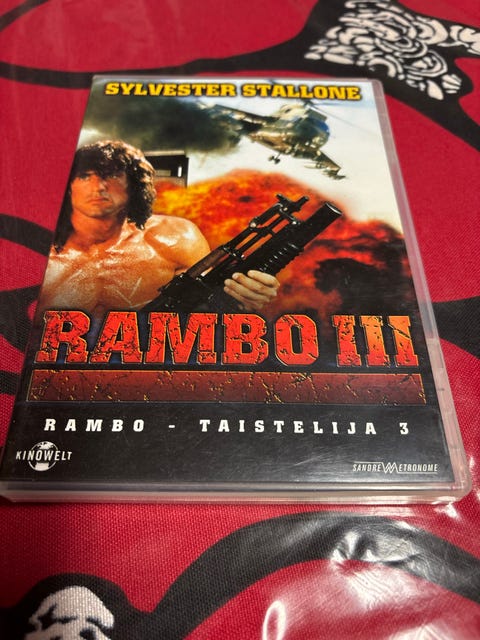 SYLVESTER STALLONE
RAMBO III
RAMBO - TAISTELIJA 3
KINOWELT
SANDREW METRONOME